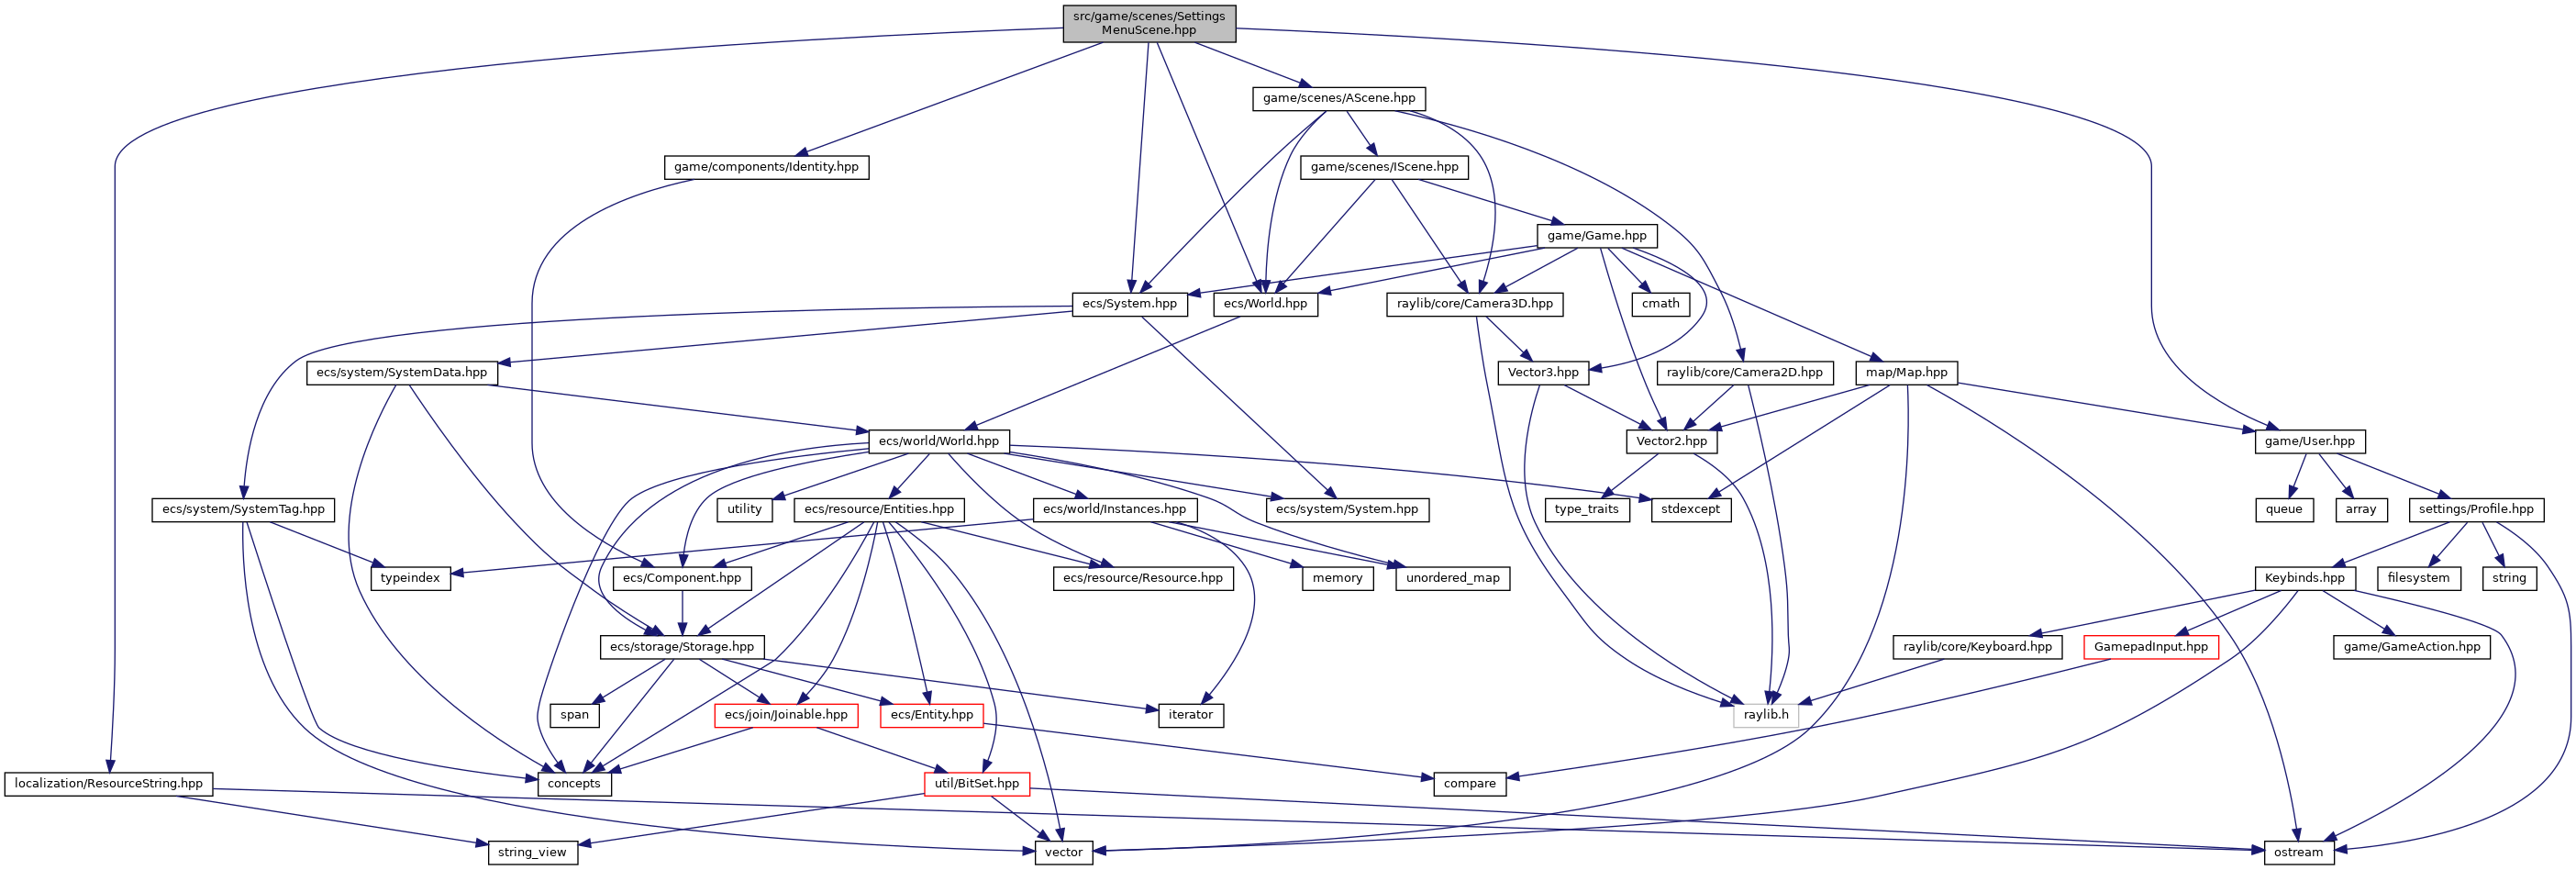 src/game/scenes/Settings
MenuScene.hpp
game/scenes/AScene.hpp
game/components/Identity.hpp
game/scenes/IScene.hpp
game/Game.hpp
ecs/System.hpp
ecs/World.hpp
raylib/core/Camera3D.hpp
cmath
ecs/system/SystemData.hpp
Vector3.hpp
raylib/core/Camera2D.hpp
map/Map.hpp
ecs/world/World.hpp
Vector2.hpp
game/User.hpp
ecs/system/SystemTag.hpp
utility
ecs/resource/Entities.hpp
ecs/world/Instances.hpp
ecs/system/System.hpp
type_traits
stdexcept
queue
array
settings/Profile.hpp
typeindex
ecs/Component.hpp
ecs/resource/Resource.hpp
memory
unordered_map
Keybinds.hpp
filesystem
string
ecs/storage/Storage.hpp
raylib/core/Keyboard.hpp
GamepadInput.hpp
game/GameAction.hpp
span
ecs/join/Joinable.hpp
ecs/Entity.hpp
iterator
raylib.h
localization/ResourceString.hpp
concepts
util/BitSet.hpp
compare
string_view
vector
ostream